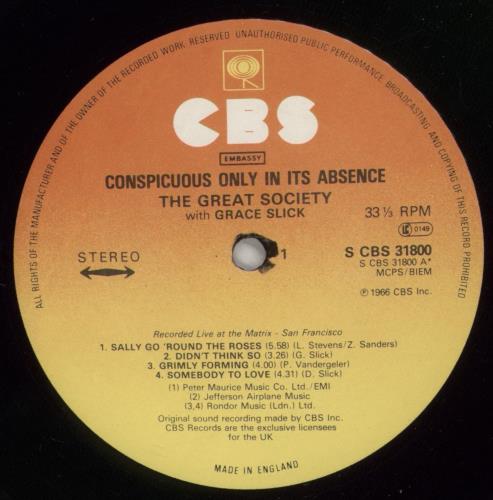 ALL RIGHTS OF THE MANUFACTURER AND OF THE OWNER OF THE RECORDED WORK RESERVED UNAUTHORISED PUBLIC PERFORMANCE, BROADCASTING AND COPYING OF THIS RECORD PROHIBITED
CBS
EMBASSY
CONSPICUOUS ONLY IN ITS ABSENCE
THE GREAT SOCIETY
with GRACE SLICK
33 ⅓ RPM
LC 0149
STEREO
1
S CBS 31800
S CBS 31800 A*
MCPS/BIEM
℗ 1966 CBS Inc.
Recorded Live at the Matrix - San Francisco
1. SALLY GO 'ROUND THE ROSES (5.58) (L. Stevens/Z. Sanders)
2. DIDN'T THINK SO (3.26) (G. Slick)
3. GRIMLY FORMING (4.00) (P. Vandergeler)
4. SOMEBODY TO LOVE (4.31) (D. Slick)
(1) Peter Maurice Music Co. Ltd./EMI
(2) Jefferson Airplane Music
(3,4) Rondor Music (Ldn.) Ltd.
Original sound recording made by CBS Inc.
CBS Records are the exclusive licensees
for the UK
MADE IN ENGLAND